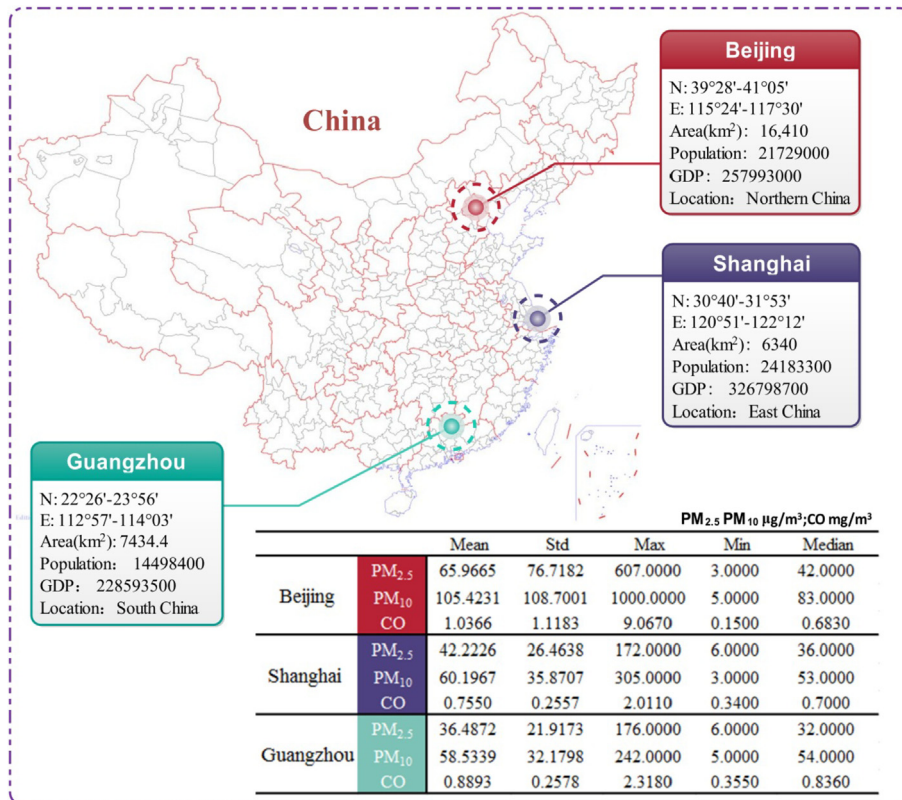 China
Beijing
N: 39°28'-41°05'
E: 115°24'-117°30'
Area(km²): 16,410
Population: 21729000
GDP: 257993000
Location: Northern China
Shanghai
N: 30°40'-31°53'
E: 120°51'-122°12'
Area(km²): 6340
Population: 24183300
GDP: 326798700
Location: East China
Guangzhou
N: 22°26'-23°56'
E: 112°57'-114°03'
Area(km²): 7434.4
Population: 14498400
GDP: 228593500
Location: South China
PM₂.₅ PM₁₀ µg/m³;CO mg/m³
Mean Std Max Min Median
Beijing
PM₂.₅ 65.9665 76.7182 607.0000 3.0000 42.0000
PM₁₀ 105.4231 108.7001 1000.0000 5.0000 83.0000
CO 1.0366 1.1183 9.0670 0.1500 0.6830
Shanghai
PM₂.₅ 42.2226 26.4638 172.0000 6.0000 36.0000
PM₁₀ 60.1967 35.8707 305.0000 3.0000 53.0000
CO 0.7550 0.2557 2.0110 0.3400 0.7000
Guangzhou
PM₂.₅ 36.4872 21.9173 176.0000 6.0000 32.0000
PM₁₀ 58.5339 32.1798 242.0000 5.0000 54.0000
CO 0.8893 0.2578 2.3180 0.3550 0.8360